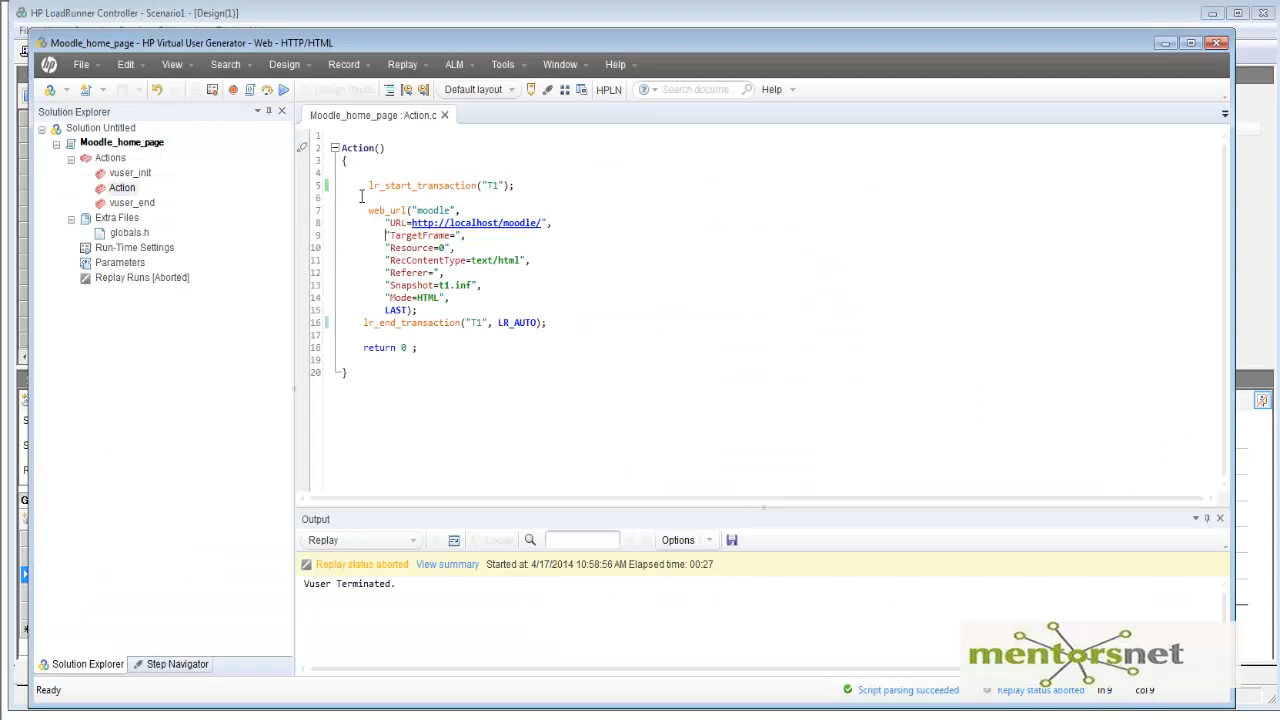 HP LoadRunner Controller - Scenario1 - [Design(1)]
Moodle_home_page - HP Virtual User Generator - Web - HTTP/HTML
File Edit View Search Design Record Replay ALM Tools Window Help
Design Studio Default layout HPLN Search docume Help
Solution Explorer
Moodle_home_page : Action.c
Solution Untitled
Moodle_home_page
Actions
vuser_init
Action
vuser_end
Extra Files
globals.h
Run-Time Settings
Parameters
Replay Runs [Aborted]
1
2 Action()
3 {
4
5 lr_start_transaction("T1");
6
7 web_url("moodle",
8 "URL=http://localhost/moodle/",
9 "TargetFrame=",
10 "Resource=0",
11 "RecContentType=text/html",
12 "Referer=",
13 "Snapshot=t1.inf",
14 "Mode=HTML",
15 LAST);
16 lr_end_transaction("T1", LR_AUTO);
17
18 return 0 ;
19
20 }
Output
Replay Locate Options
Replay status aborted View summary Started at: 4/17/2014 10:58:56 AM Elapsed time: 00:27
Vuser Terminated.
mentorsnet
Solution Explorer Step Navigator
Ready Script parsing succeeded Replay status aborted ln 9 col 9